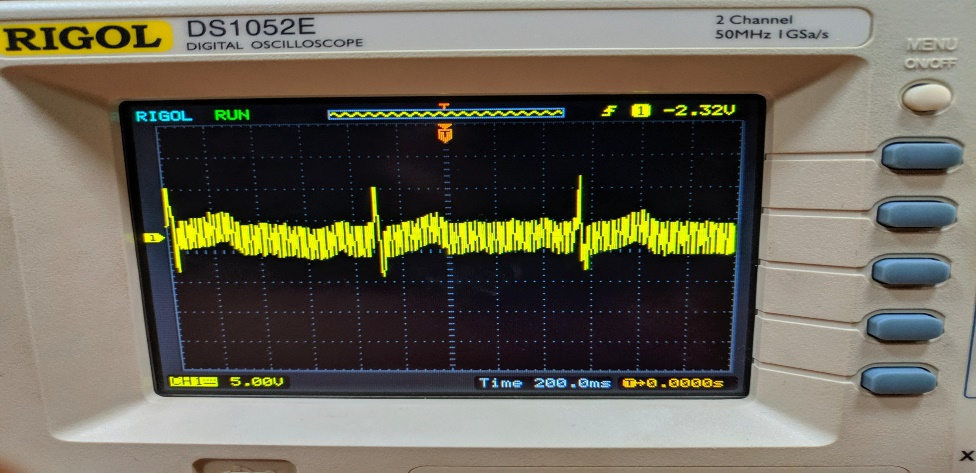 RIGOL DS1052E
DIGITAL OSCILLOSCOPE
2 Channel
50MHz 1GSa/s
MENU
ON/OFF
RIGOL RUN T 1 -2.32V
T
1
CH1 5.00V Time 200.0ms T→0.0000s
X